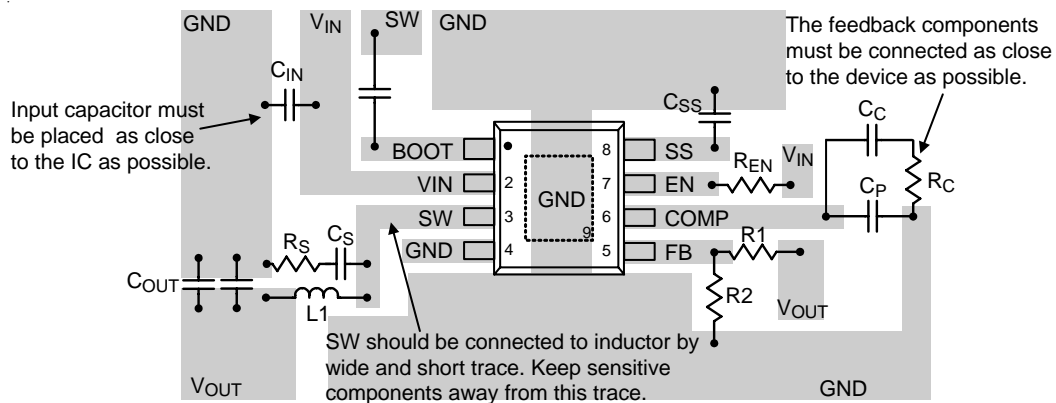 GND
VIN
SW
GND
The feedback components
must be connected as close
to the device as possible.
CIN
Input capacitor must
be placed as close
to the IC as possible.
CSS
CC
BOOT
8
SS
REN
VIN
RC
VIN
2
GND
7
EN
CP
SW
3
6
COMP
GND
4
9
5
FB
R1
RS
CS
COUT
L1
R2
VOUT
SW should be connected to inductor by
wide and short trace. Keep sensitive
components away from this trace.
VOUT
GND